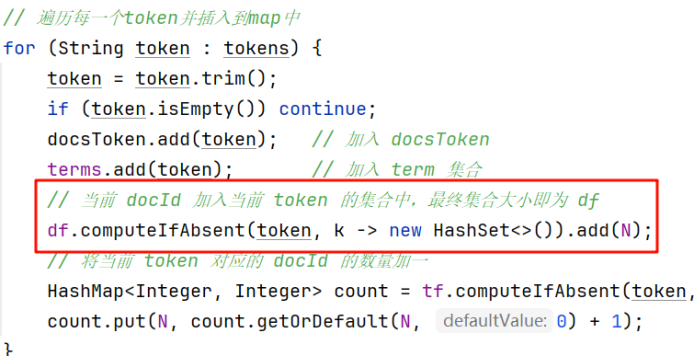 // 遍历每一个token并插入到map中
for (String token : tokens) {
    token = token.trim();
    if (token.isEmpty()) continue;
    docsToken.add(token);   // 加入 docsToken
    terms.add(token);       // 加入 term 集合
    // 当前 docId 加入当前 token 的集合中，最终集合大小即为 df
    df.computeIfAbsent(token, k -> new HashSet<>()).add(N);
    // 将当前 token 对应的 docId 的数量加一
    HashMap<Integer, Integer> count = tf.computeIfAbsent(token,
    count.put(N, count.getOrDefault(N, defaultValue: 0) + 1);
}